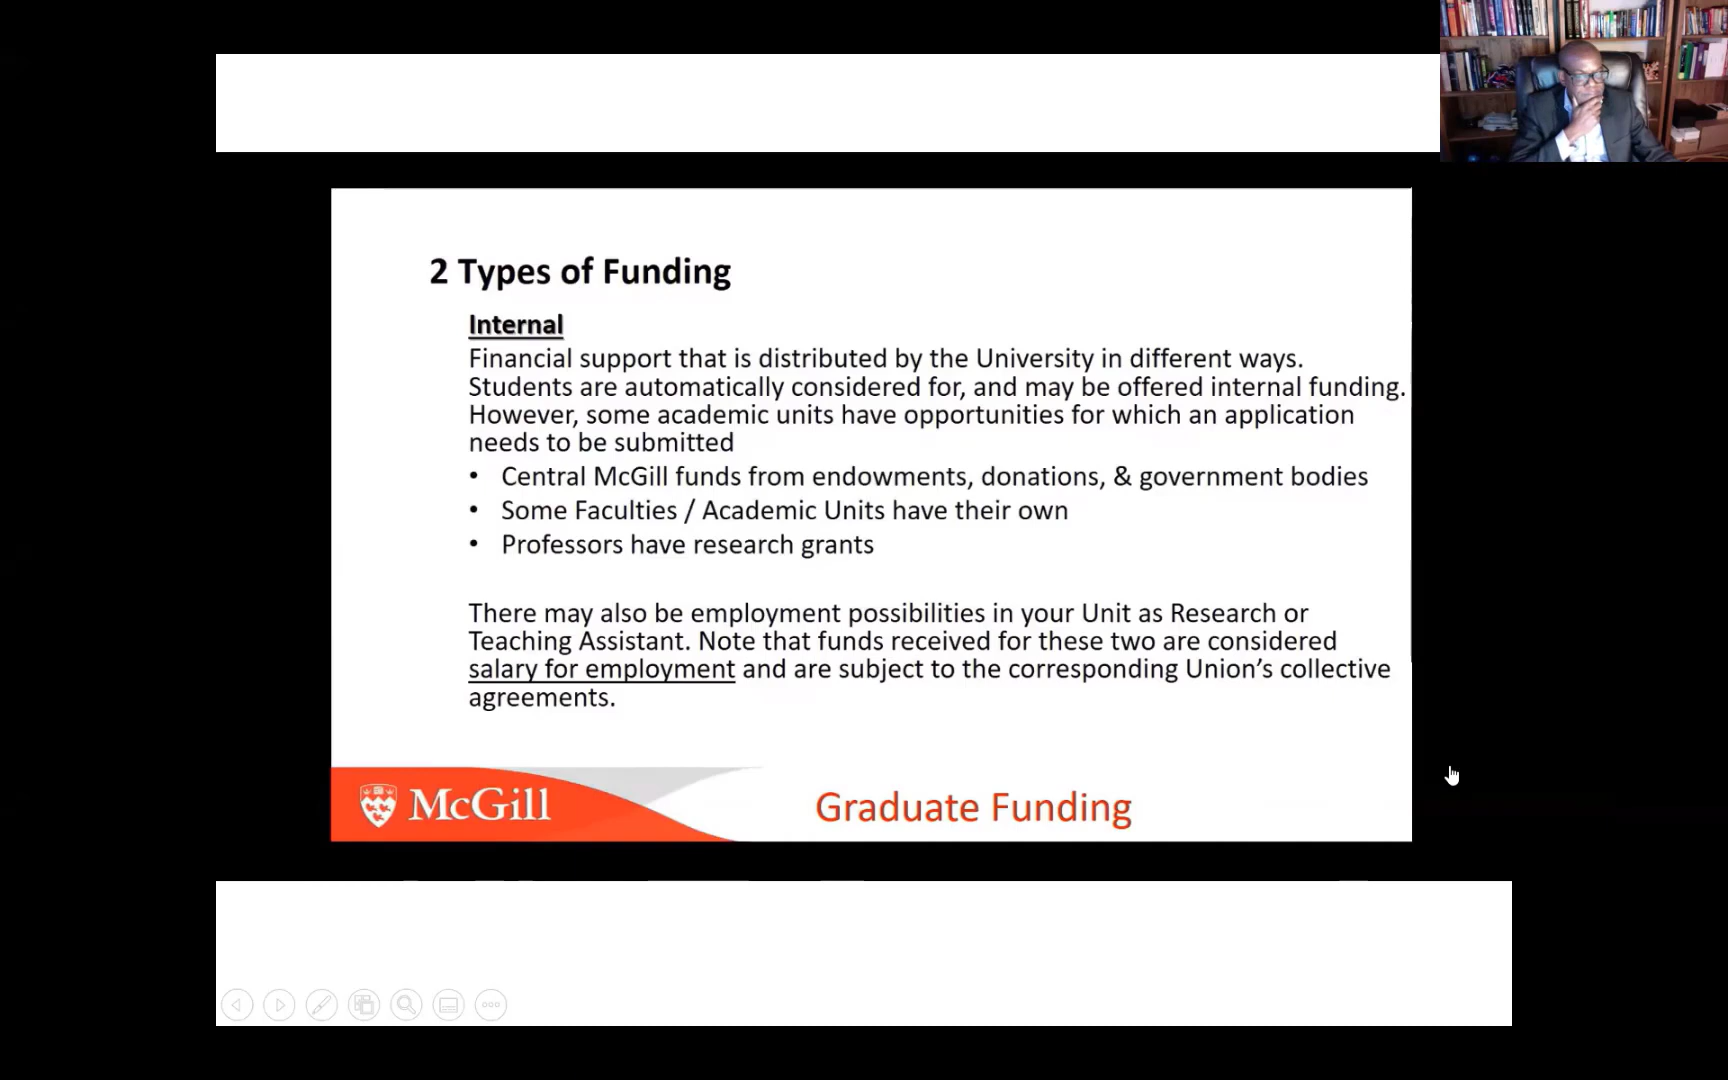 2 Types of Funding
Internal
Financial support that is distributed by the University in different ways.
Students are automatically considered for, and may be offered internal funding.
However, some academic units have opportunities for which an application
needs to be submitted
• Central McGill funds from endowments, donations, & government bodies
• Some Faculties / Academic Units have their own
• Professors have research grants
There may also be employment possibilities in your Unit as Research or
Teaching Assistant. Note that funds received for these two are considered
salary for employment and are subject to the corresponding Union’s collective
agreements.
McGill
Graduate Funding